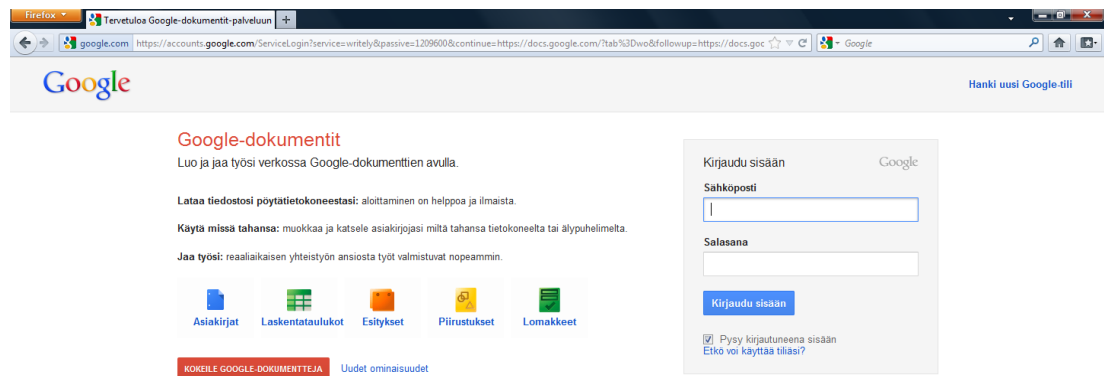 Firefox
Tervetuloa Google-dokumentit-palveluun
google.com https://accounts.google.com/ServiceLogin?service=writely&passive=1209600&continue=https://docs.google.com/?tab%3Dwo&followup=https://docs.goc
Google
Google
Hanki uusi Google-tili
Google-dokumentit
Luo ja jaa työsi verkossa Google-dokumenttien avulla.
Lataa tiedostosi pöytätietokoneestasi: aloittaminen on helppoa ja ilmaista.
Käytä missä tahansa: muokkaa ja katsele asiakirjojasi miltä tahansa tietokoneelta tai älypuhelimelta.
Jaa työsi: reaaliaikaisen yhteistyön ansiosta työt valmistuvat nopeammin.
Asiakirjat Laskentataulukot Esitykset Piirustukset Lomakkeet
KOKEILE GOOGLE-DOKUMENTTEJA Uudet ominaisuudet
Kirjaudu sisään Google
Sähköposti
Salasana
Kirjaudu sisään
Pysy kirjautuneena sisään
Etkö voi käyttää tiliäsi?